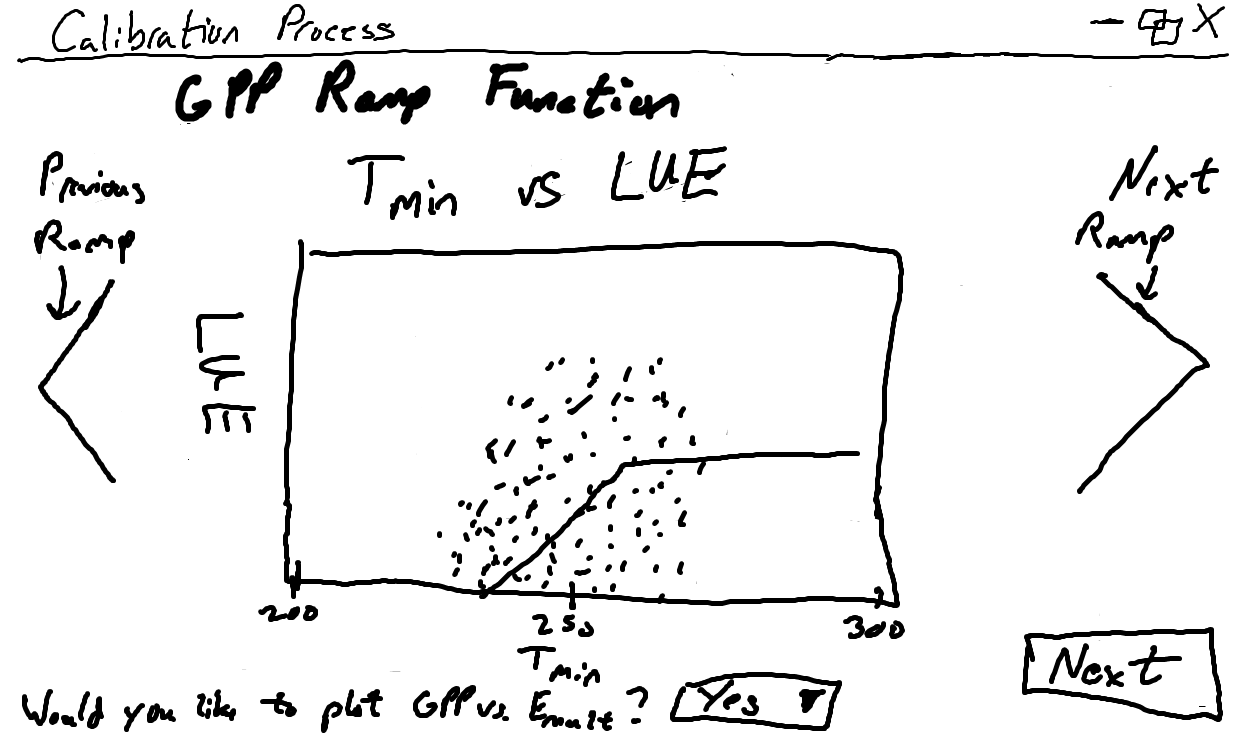 Calibration Process
GPP Ramp Function
Tmin vs LUE
Previous
Ramp
Next
Ramp
LUE
200
250
300
Tmin
Next
Would you like to plot GPP vs. Emult? Yes